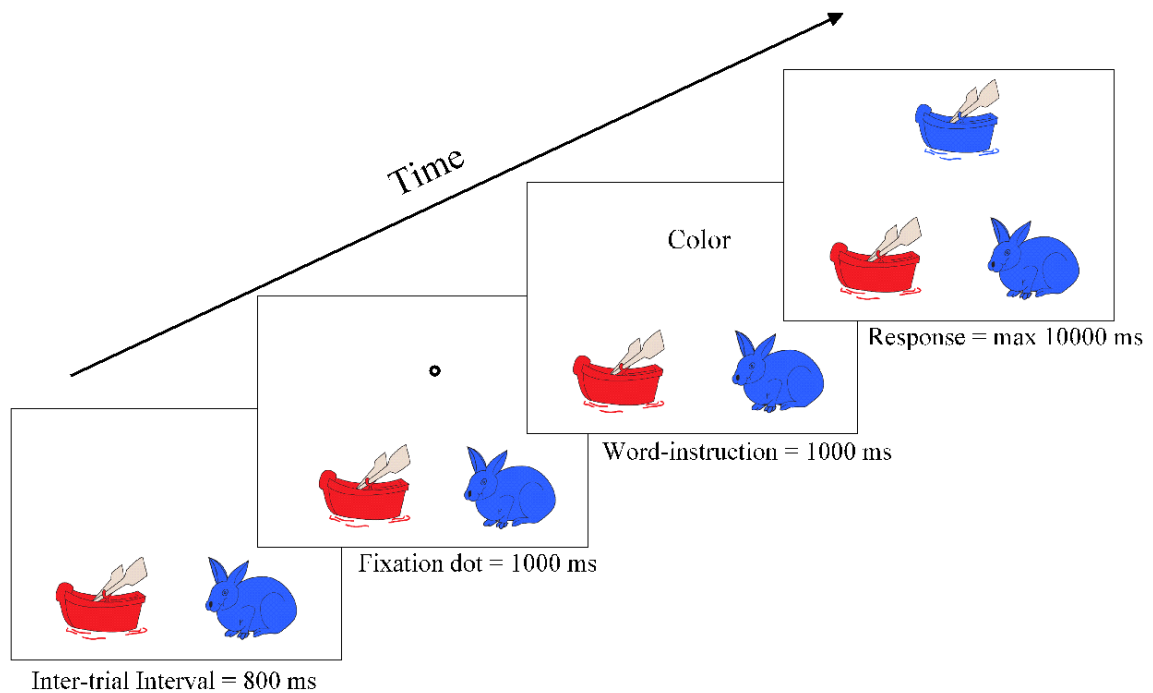 Time
Color
Response = max 10000 ms
Word-instruction = 1000 ms
Fixation dot = 1000 ms
Inter-trial Interval = 800 ms